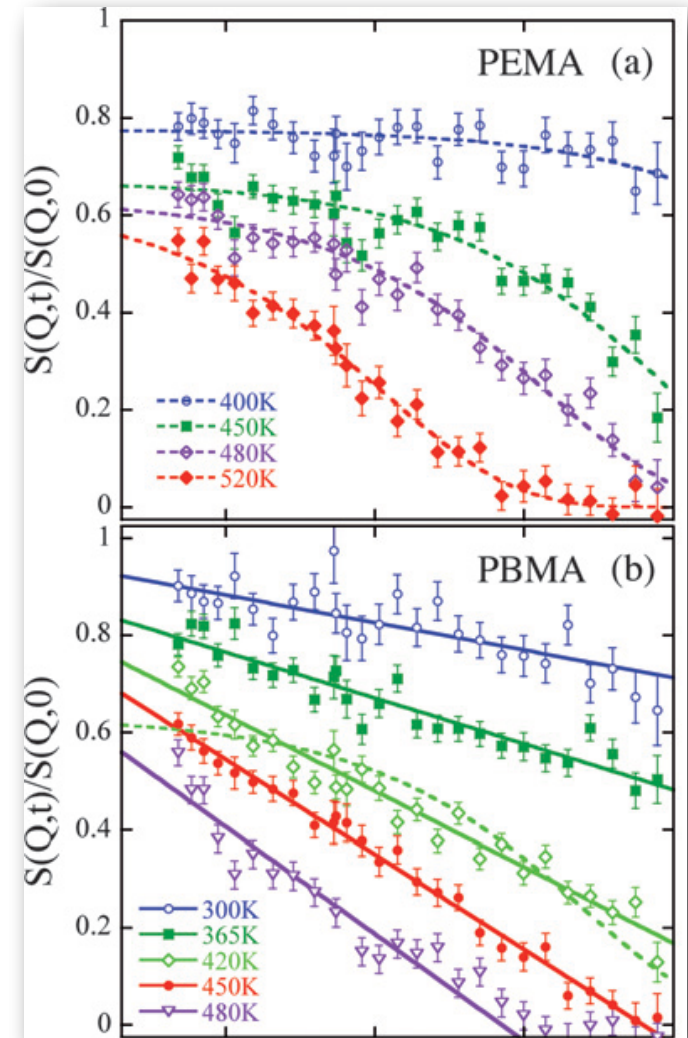 1
PEMA (a)
0.8
0.6
0.4
0.2
0
S(Q,t)/S(Q,0)
400K
450K
480K
520K
1
PBMA (b)
0.8
0.6
0.4
0.2
0
S(Q,t)/S(Q,0)
300K
365K
420K
450K
480K